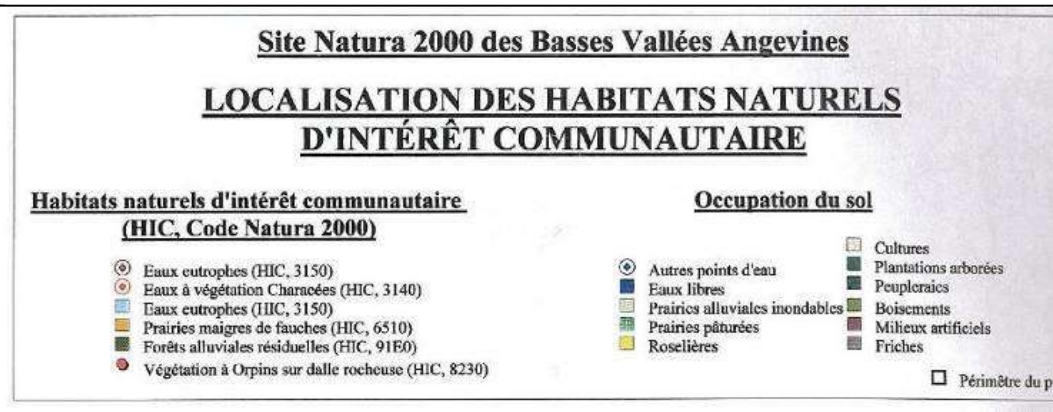 Site Natura 2000 des Basses Vallées Angevines
LOCALISATION DES HABITATS NATURELS
D'INTÉRÊT COMMUNAUTAIRE
Habitats naturels d'intérêt communautaire
(HIC, Code Natura 2000)
Eaux eutrophes (HIC, 3150)
Eaux à végétation Characées (HIC, 3140)
Eaux eutrophes (HIC, 3150)
Prairies maigres de fauches (HIC, 6510)
Forêts alluviales résiduelles (HIC, 91E0)
Végétation à Orpins sur dalle rocheuse (HIC, 8230)
Occupation du sol
Autres points d'eau
Eaux libres
Prairies alluviales inondables
Prairies pâturées
Roselières
Cultures
Plantations arborées
Peupleraies
Boisements
Milieux artificiels
Friches
Périmètre du p